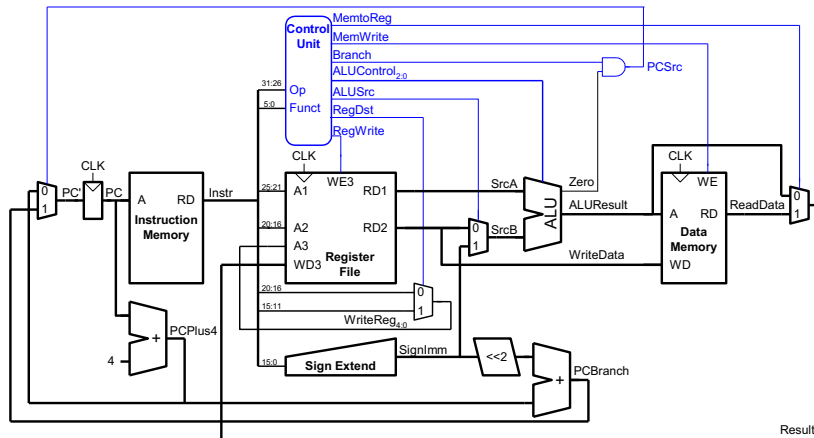 MemtoReg
Control
Unit
MemWrite
Branch
ALUControl2:0
PCSrc
31:26
Op
ALUSrc
5:0
Funct
RegDst
RegWrite
CLK
CLK
CLK
0
1
PC'
PC
A
RD
Instruction
Memory
Instr
25:21
A1
WE3
RD1
SrcA
Zero
WE
20:16
A2
RD2
0
1
SrcB
ALU
ALUResult
A
RD
ReadData
0
1
A3
Register
File
WD3
WriteData
Data
Memory
WD
20:16
0
15:11
1
WriteReg4:0
PCPlus4
+
4
SignImm
15:0
Sign Extend
<<2
+
PCBranch
Result